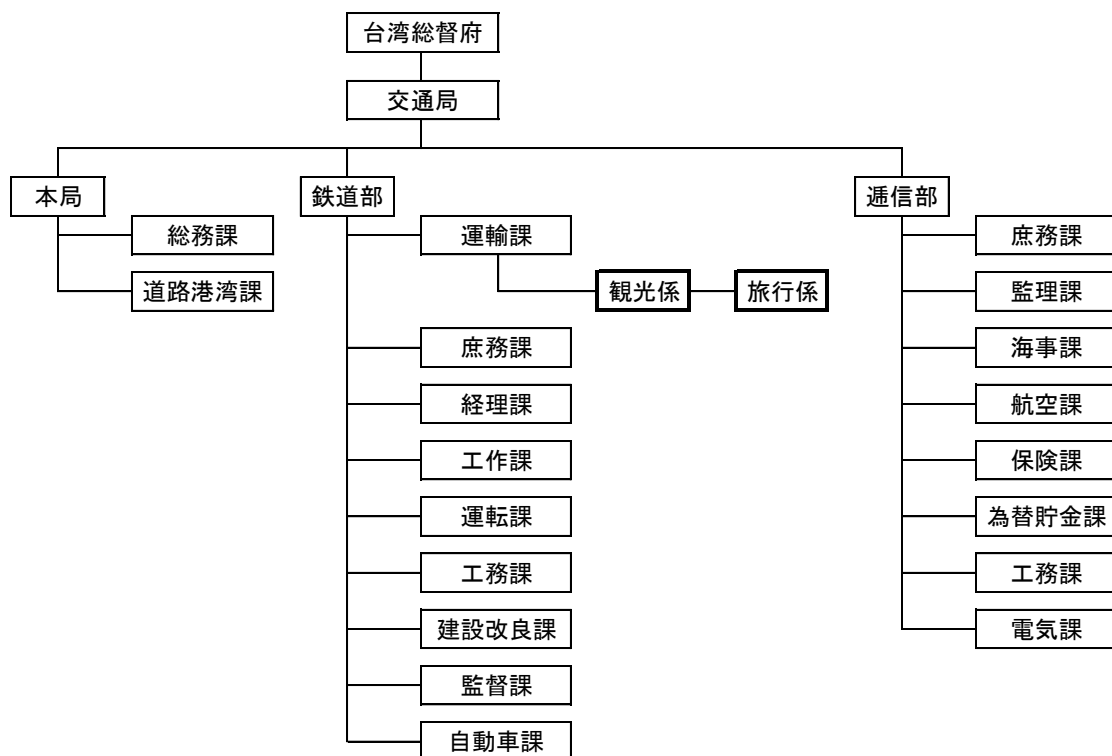 台湾総督府
交通局
本局
総務課
道路港湾課
鉄道部
運輸課
観光係
旅行係
庶務課
経理課
工作課
運転課
工務課
建設改良課
監督課
自動車課
逓信部
庶務課
監理課
海事課
航空課
保険課
為替貯金課
工務課
電気課